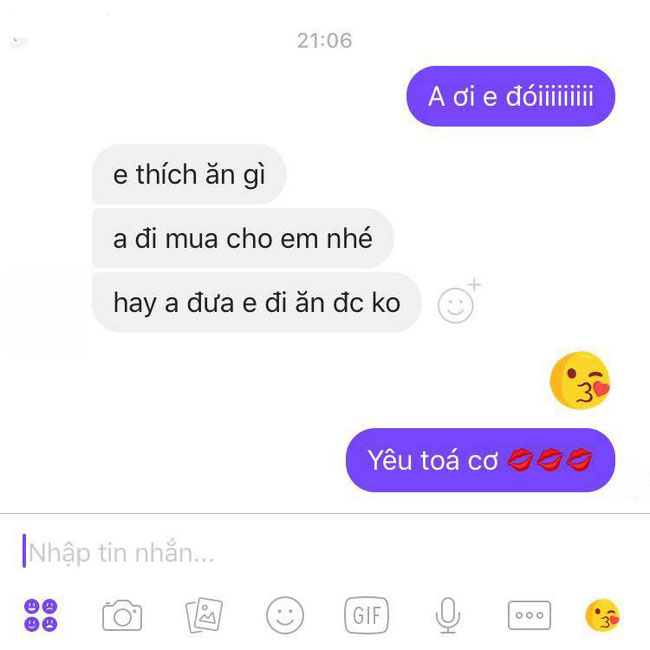 21:06
A ơi e đóiiiiiiiiii
e thích ăn gì
a đi mua cho em nhé
hay a đưa e đi ăn đc ko
Yêu toá cơ 💋💋💋
Nhập tin nhắn...
GIF